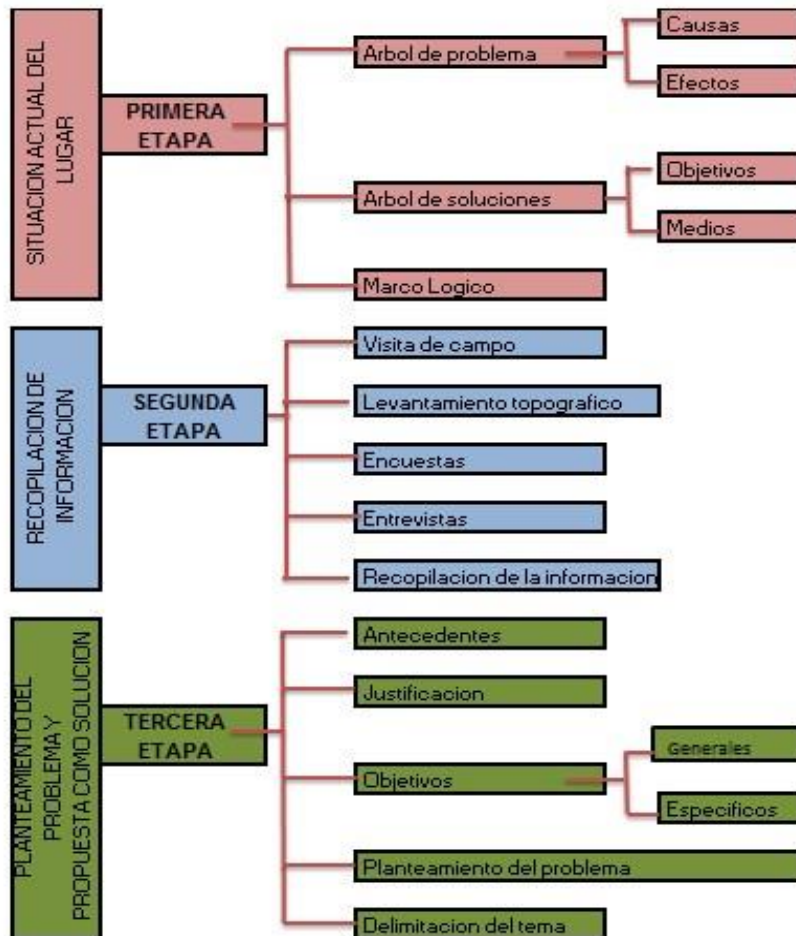 SITUACION ACTUAL DEL
LUGAR
PRIMERA
ETAPA
Arbol de problema
Causas
Efectos
Arbol de soluciones
Objetivos
Medios
Marco Logico
RECOPILACION DE
INFORMACION
SEGUNDA
ETAPA
Visita de campo
Levantamiento topografico
Encuestas
Entrevistas
Recopilacion de la informacion
PLANTEAMIENTO DEL
PROBLEMA Y
PROPUESTA COMO SOLUCION
TERCERA
ETAPA
Antecedentes
Justificacion
Objetivos
Generales
Especificos
Planteamiento del problema
Delimitacion del tema